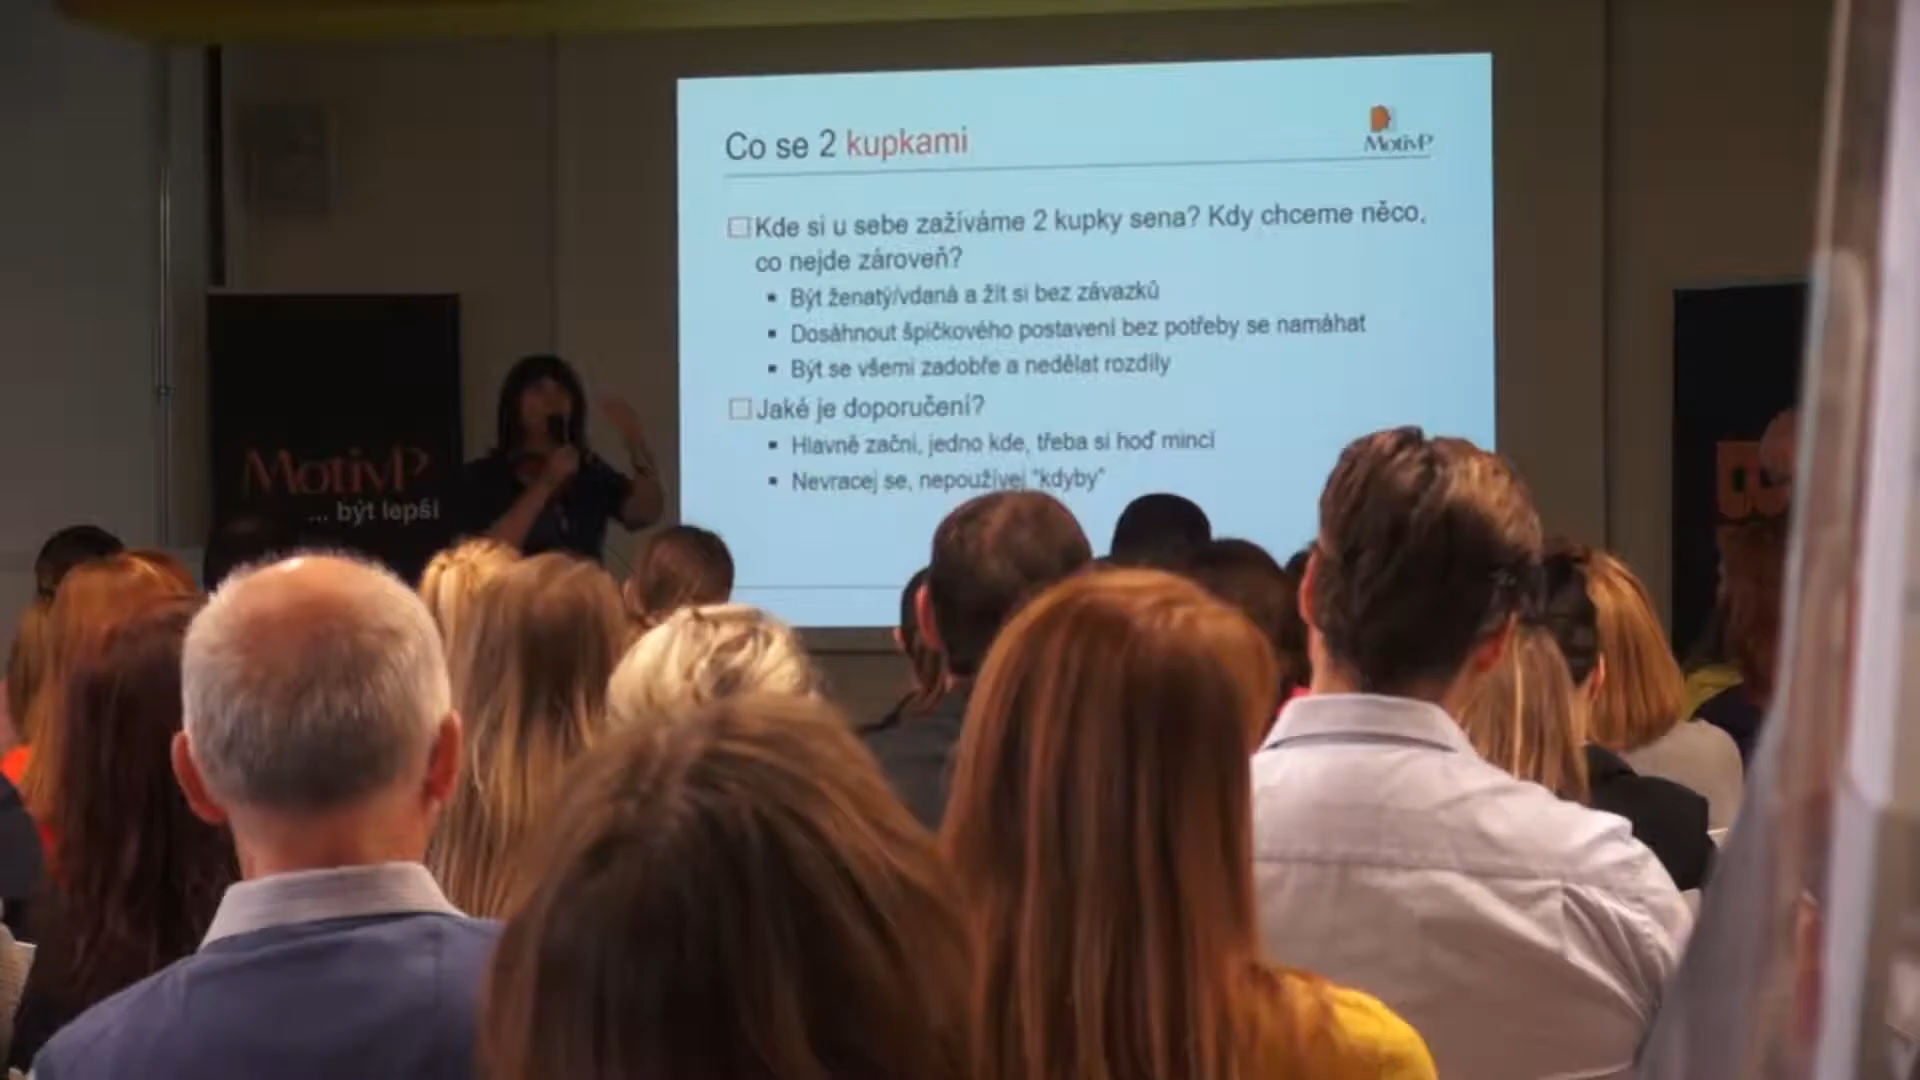 Co se 2 kupkami
MotivP
Kde si u sebe zažíváme 2 kupky sena? Kdy chceme něco,
co nejde zároveň?
Být ženatý/vdaná a žít si bez závazků
Dosáhnout špičkového postavení bez potřeby se namáhat
Být se všemi zadobře a nedělat rozdíly
Jaké je doporučení?
Hlavně začni, jedno kde, třeba si hoď mincí
Nevracej se, nepoužívej "kdyby"
MotivP
... být lepší